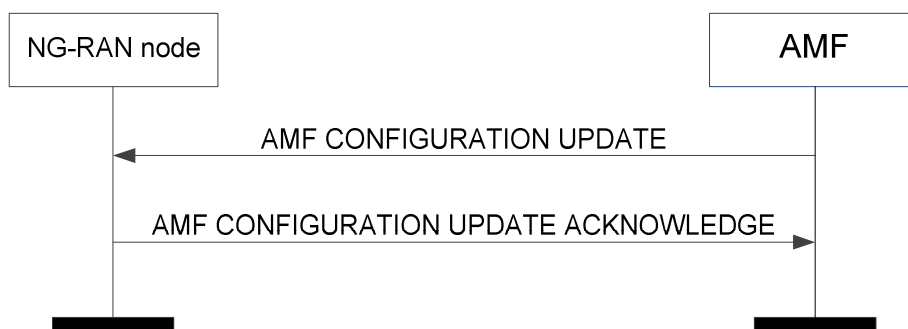 NG-RAN node
AMF
AMF CONFIGURATION UPDATE
AMF CONFIGURATION UPDATE ACKNOWLEDGE